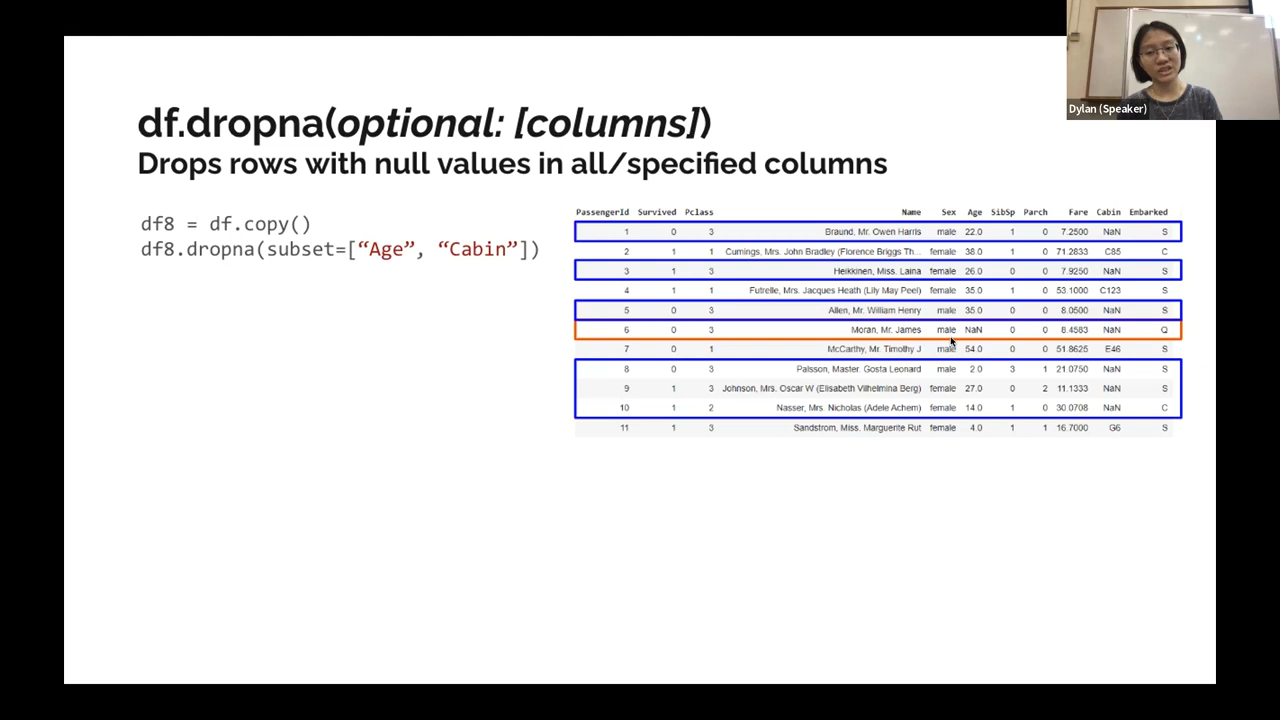 Dylan (Speaker)
df.dropna(optional: [columns])
Drops rows with null values in all/specified columns
df8 = df.copy()
df8.dropna(subset=[“Age”, “Cabin”])
PassengerId Survived Pclass Name Sex Age SibSp Parch Fare Cabin Embarked
1 0 3 Braund, Mr. Owen Harris male 22.0 1 0 7.2500 NaN S
2 1 1 Cumings, Mrs. John Bradley (Florence Briggs Th... female 38.0 1 0 71.2833 C85 C
3 1 3 Heikkinen, Miss. Laina female 26.0 0 0 7.9250 NaN S
4 1 1 Futrelle, Mrs. Jacques Heath (Lily May Peel) female 35.0 1 0 53.1000 C123 S
5 0 3 Allen, Mr. William Henry male 35.0 0 0 8.0500 NaN S
6 0 3 Moran, Mr. James male NaN 0 0 8.4583 NaN Q
7 0 1 McCarthy, Mr. Timothy J male 54.0 0 0 51.8625 E46 S
8 0 3 Palsson, Master. Gosta Leonard male 2.0 3 1 21.0750 NaN S
9 1 3 Johnson, Mrs. Oscar W (Elisabeth Vilhelmina Berg) female 27.0 0 2 11.1333 NaN S
10 1 2 Nasser, Mrs. Nicholas (Adele Achem) female 14.0 1 0 30.0708 NaN C
11 1 3 Sandstrom, Miss. Marguerite Rut female 4.0 1 1 16.7000 G6 S